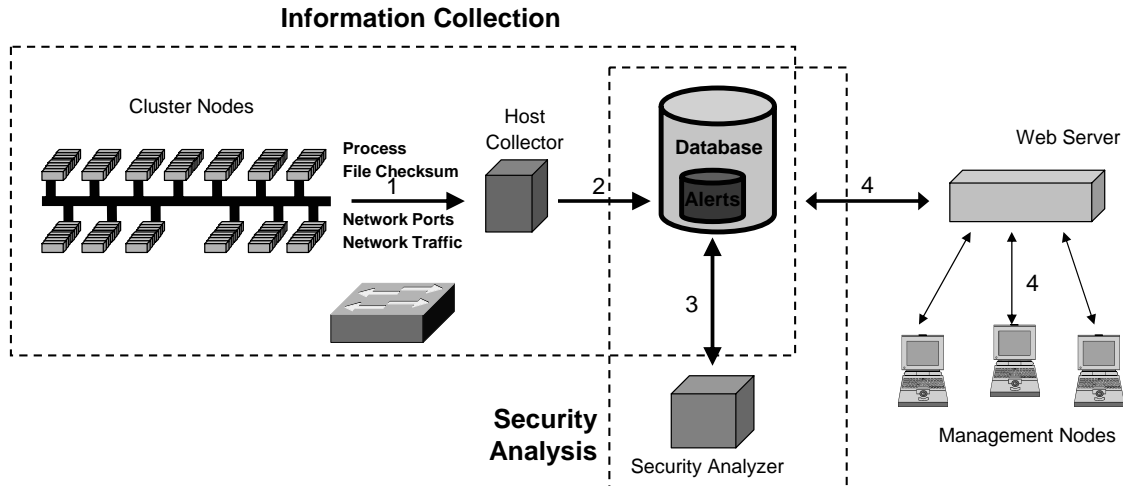 Information Collection
Cluster Nodes
Process
File Checksum
1
Network Ports
Network Traffic
Host
Collector
2
Database
Alerts
3
4
Web Server
4
Management Nodes
Security
Analysis
Security Analyzer